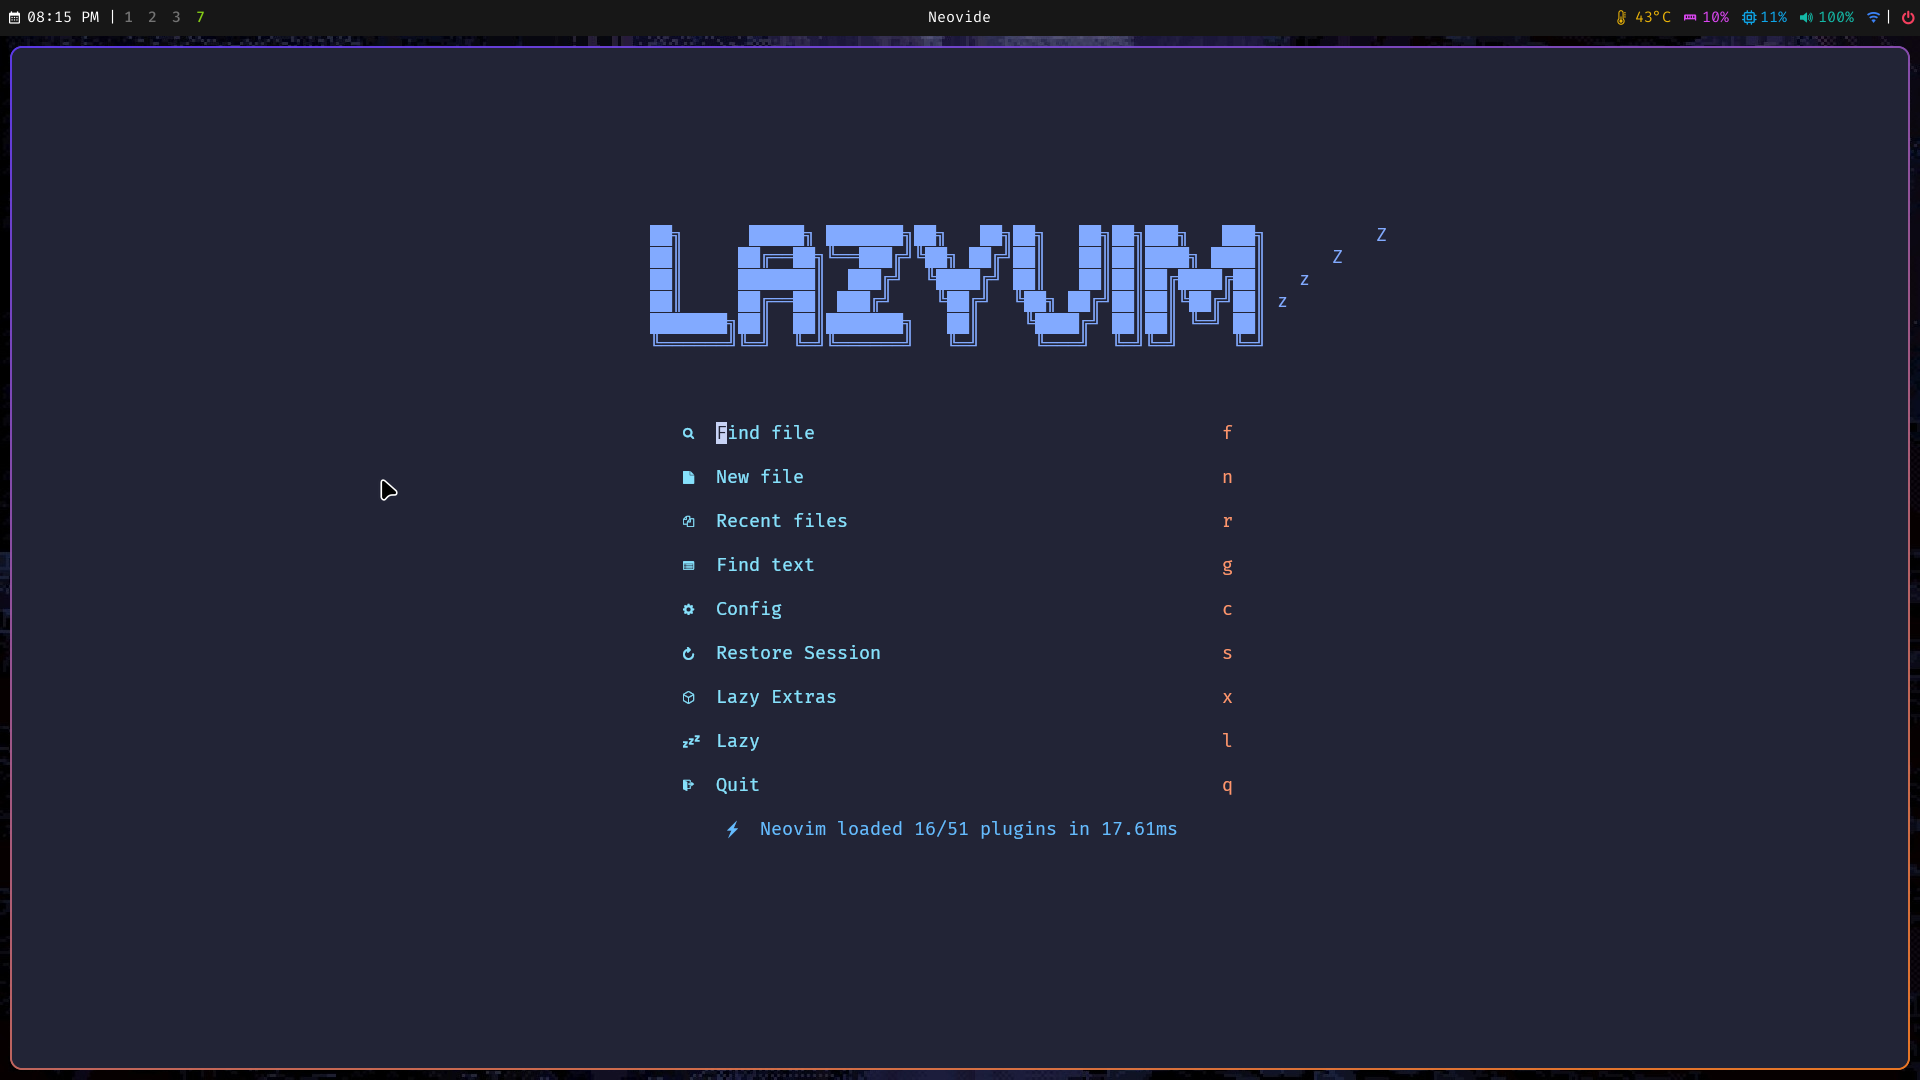 08:15 PM | 1 2 3 7 Neovide 43°C 10% 11% 100% |
LAZYVIM Z
Z
z
z
Find file f
New file n
Recent files r
Find text g
Config c
Restore Session s
Lazy Extras x
zzz Lazy l
Quit q
Neovim loaded 16/51 plugins in 17.61ms